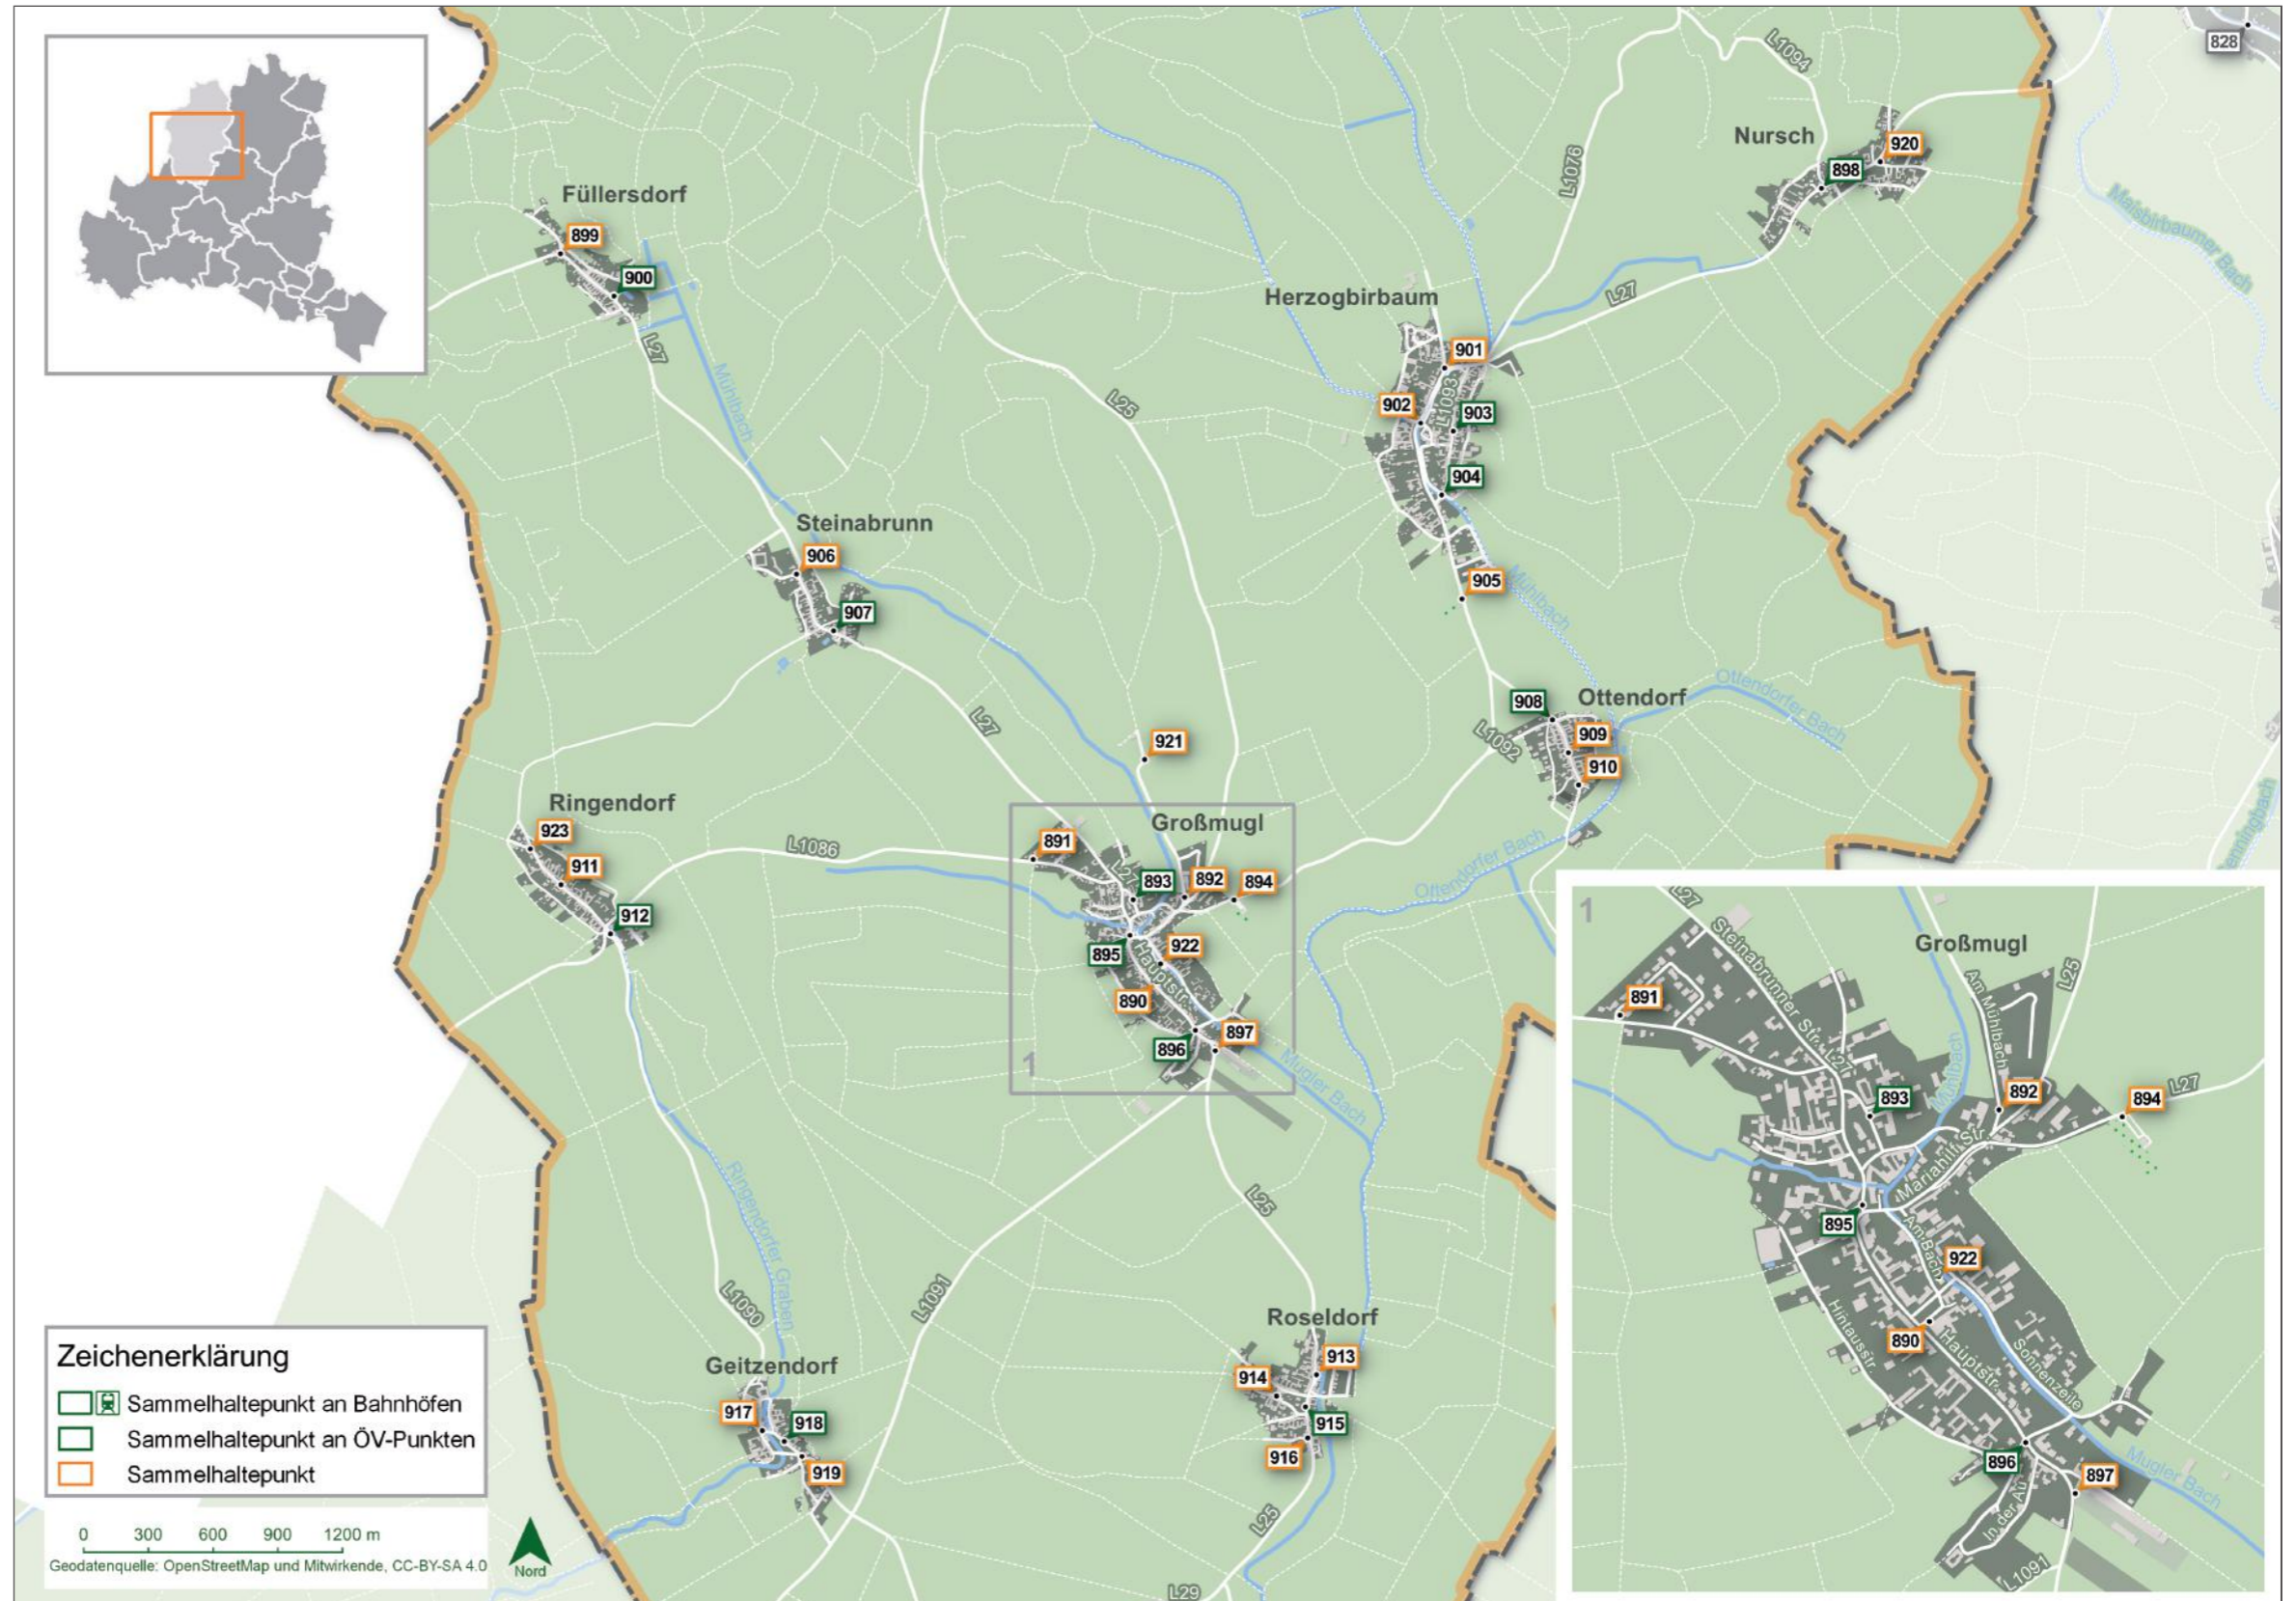 828
L1094
Nursch
920
898
L1076
Maisbirbaumer Bach
Füllersdorf
899
900
L27
Mühlbach
L27
Herzogbirbaum
901
L1093
902
903
904
L25
Steinabrunn
906
907
905
Mühlbach
L27
908
Ottendorf
Ottendorfer Bach
909
910
L1092
921
Ringendorf
923
911
912
L1086
Großmugl
891
L27
893
892
894
895
922
Hauptstr.
890
896
897
1
Mugler Bach
Ottendorfer Bach
Ringendorfer Graben
L1090
L1091
L25
Roseldorf
913
914
915
916
L25
L29
Geitzendorf
917
918
919
Zeichenerklärung
Sammelhaltepunkt an Bahnhöfen
Sammelhaltepunkt an ÖV-Punkten
Sammelhaltepunkt
0 300 600 900 1200 m
Geodatenquelle: OpenStreetMap und Mitwirkende, CC-BY-SA 4.0
Nord
1
L27
Steinabrunner Str.
L27
Großmugl
Am Mühlbach
L25
891
893
Mühlbach
892
894
L27
Mariahilf Str.
895
Am Bach
922
Hintausstr
890
Hauptstr.
Sonnenzeile
896
897
In der Au
Mugler Bach
L1091